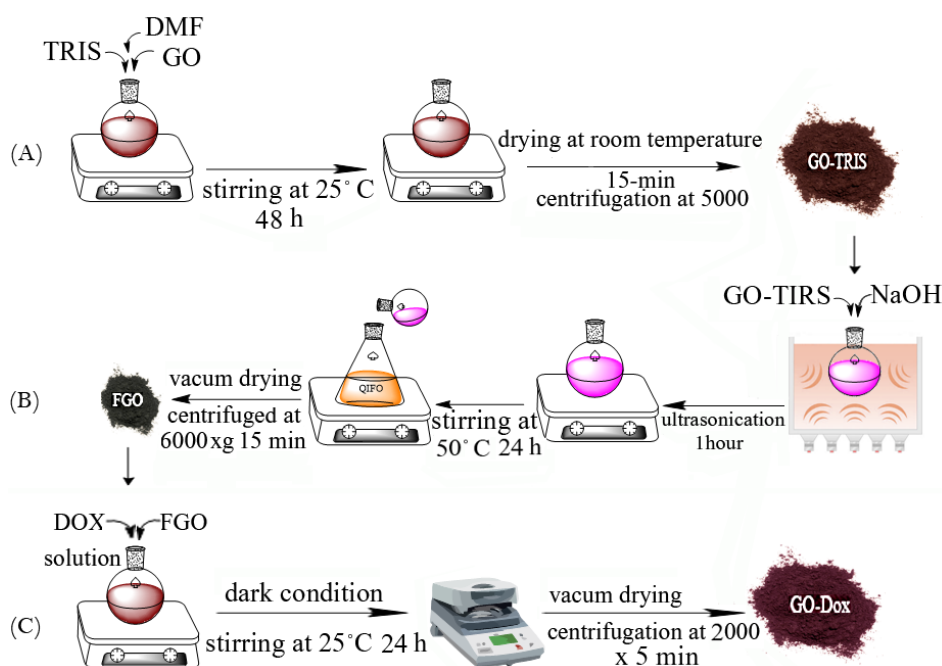 DMF
TRIS
GO
(A)
stirring at 25°C
48 h
drying at room temperature
15-min
centrifugation at 5000
GO-TRIS
GO-TIRS
NaOH
(B)
ultrasonication
1hour
stirring at
50°C 24 h
QIFO
vacum drying
centrifuged at
6000xg 15 min
FGO
DOX
FGO
solution
(C)
dark condition
stirring at 25°C 24 h
vacuum drying
centrifugation at 2000
x 5 min
GO-Dox